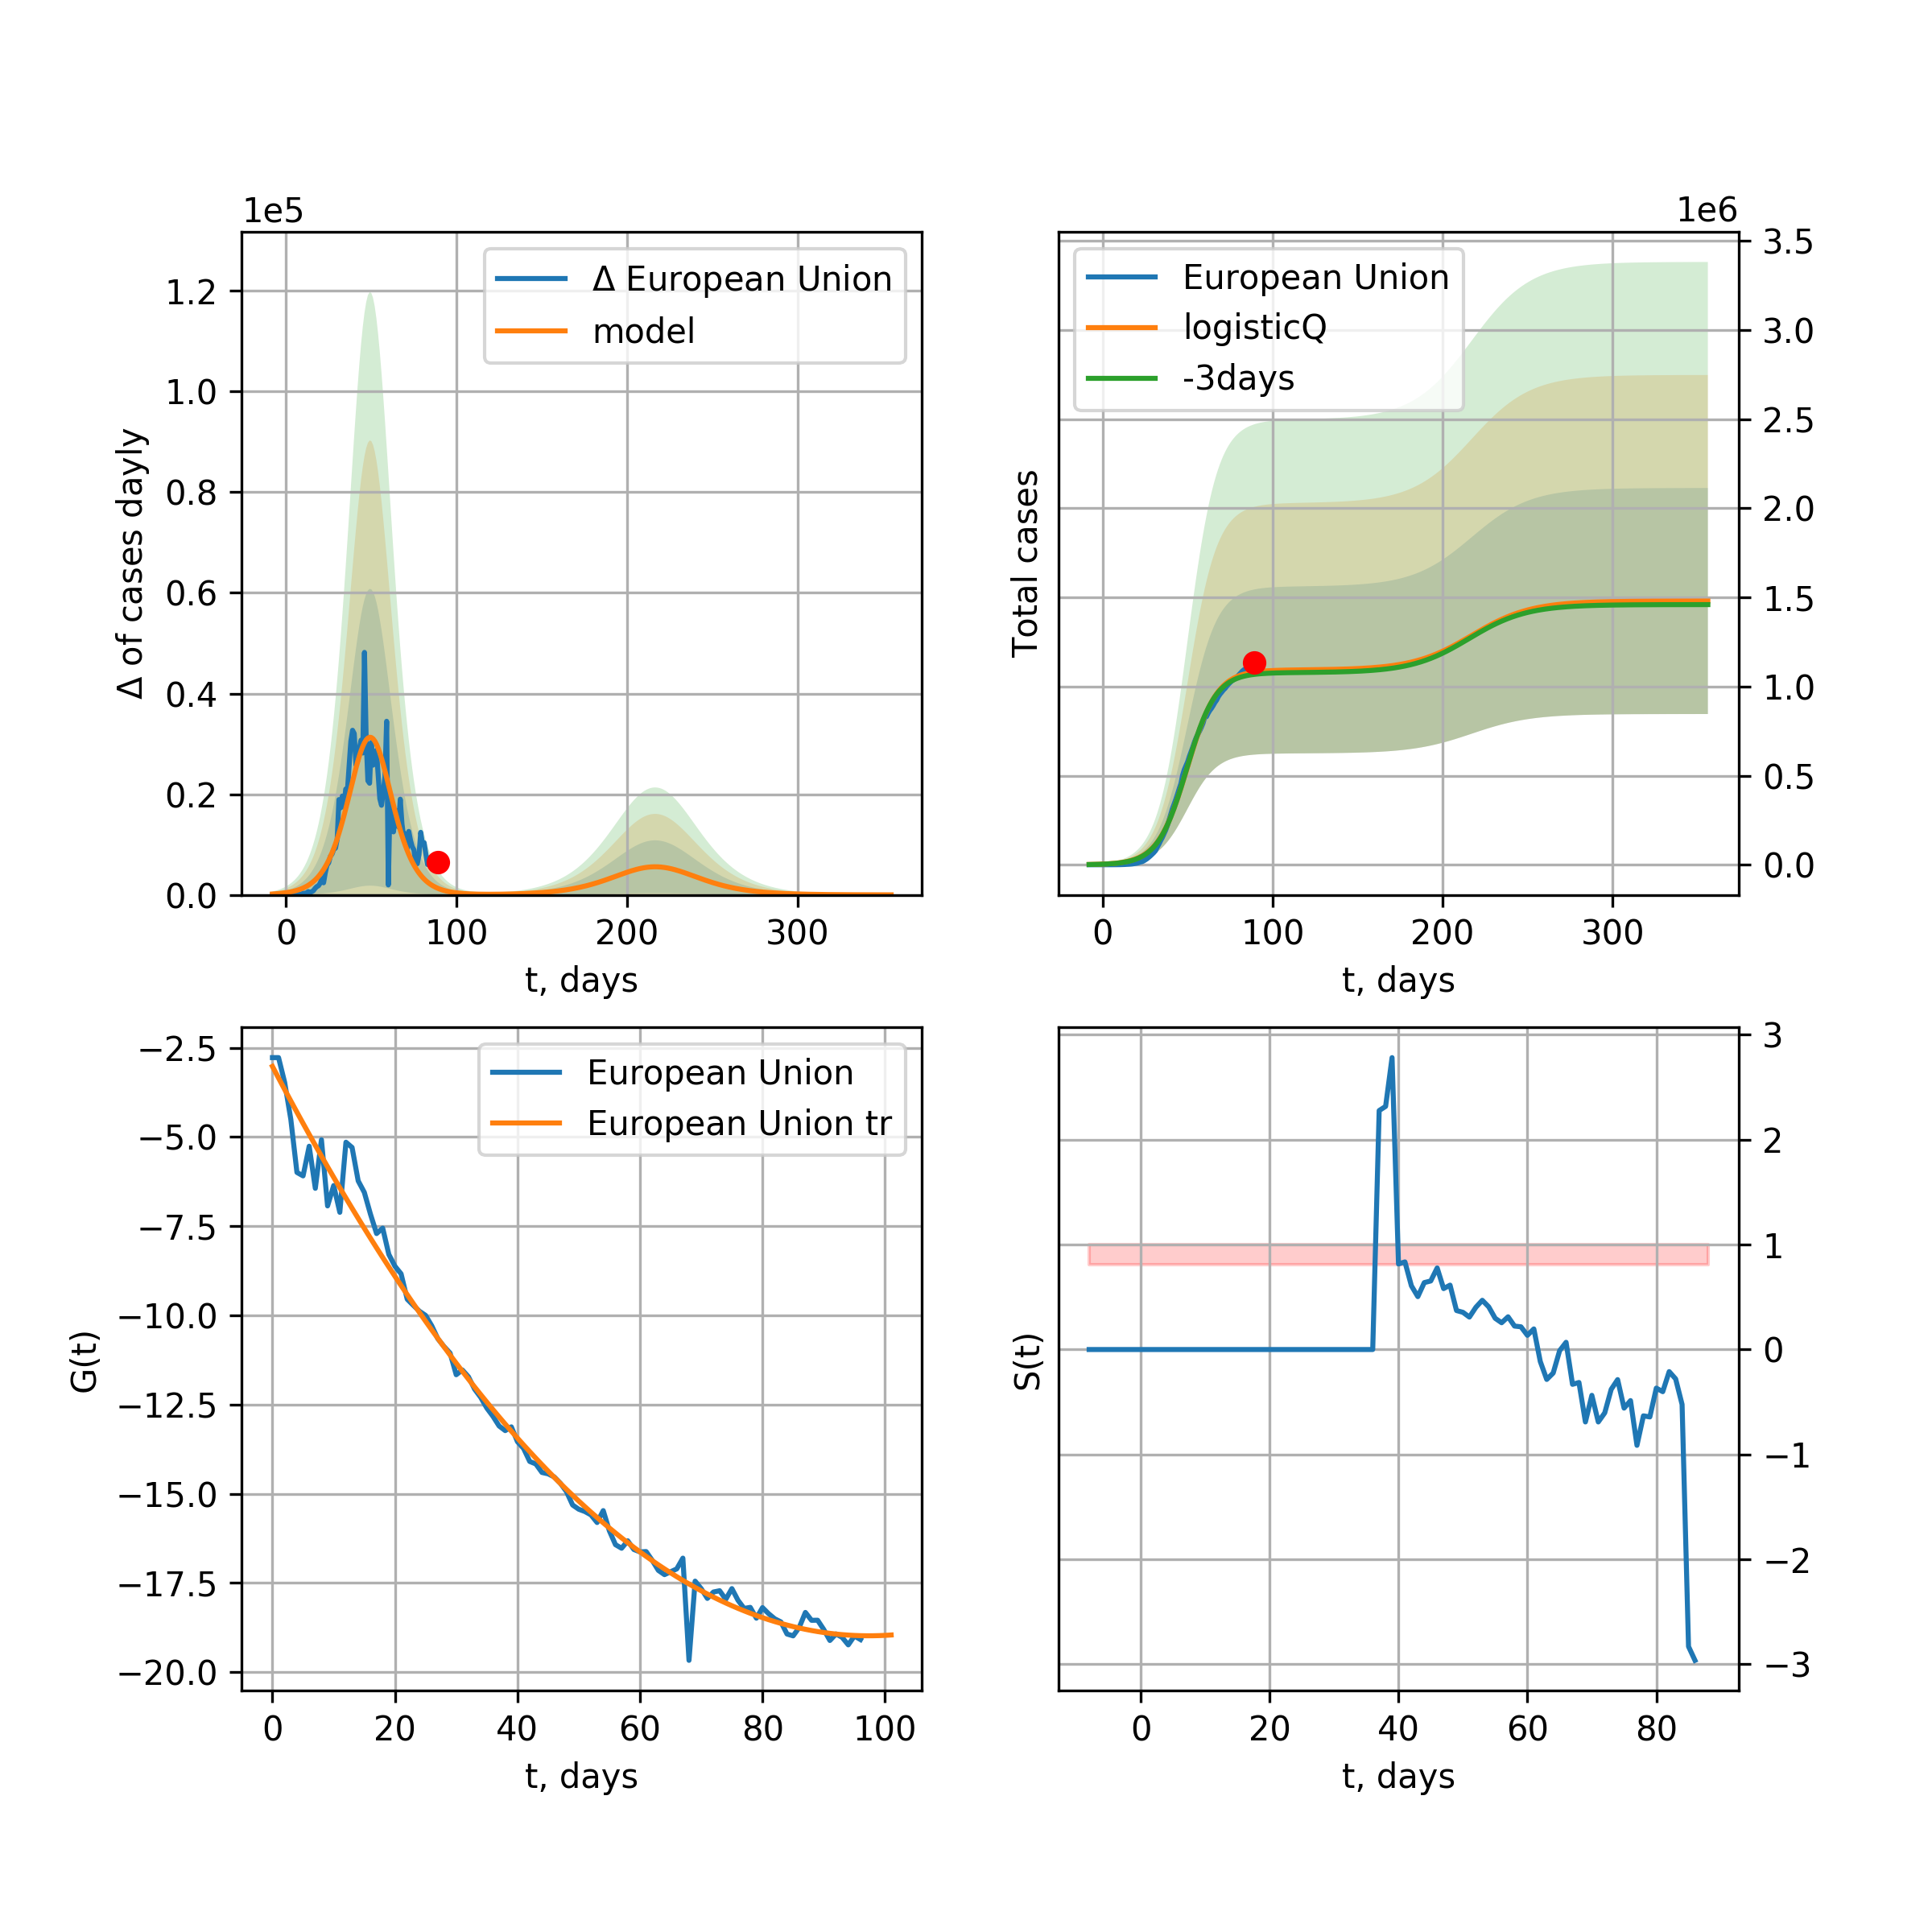 1e5
Δ European Union
model
1.2
1.0
0.8
0.6
0.4
0.2
0.0
Δ of cases dayly
0 100 200 300
t, days
1e6
European Union
logisticQ
-3days
3.5
3.0
2.5
2.0
1.5
1.0
0.5
0.0
Total cases
0 100 200 300
t, days
European Union
European Union tr
−2.5
−5.0
−7.5
−10.0
−12.5
−15.0
−17.5
−20.0
G(t)
0 20 40 60 80 100
t, days
3
2
1
0
−1
−2
−3
S(t)
0 20 40 60 80
t, days